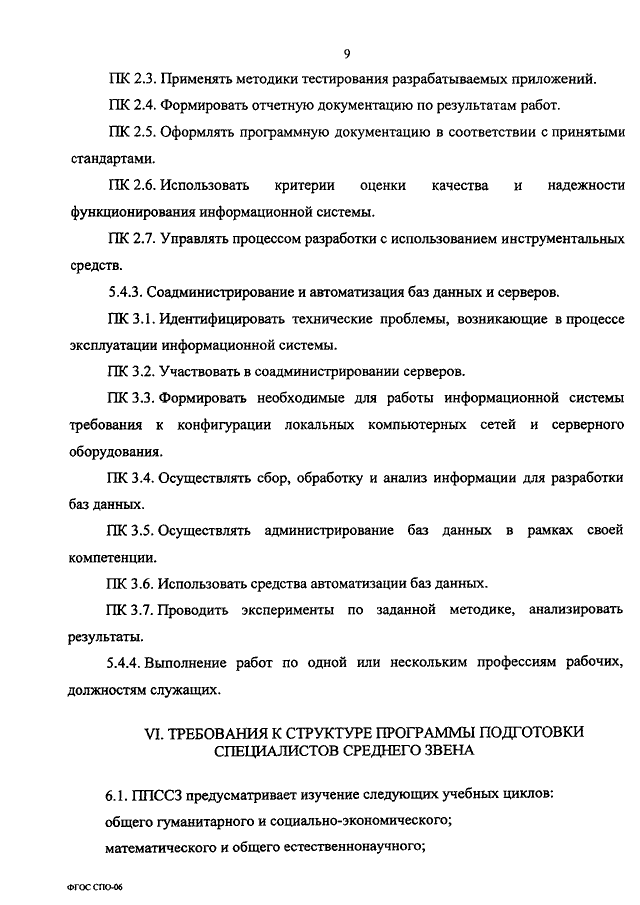 9
ПК 2.3. Применять методики тестирования разрабатываемых приложений.
ПК 2.4. Формировать отчетную документацию по результатам работ.
ПК 2.5. Оформлять программную документацию в соответствии с принятыми
стандартами.
ПК 2.6. Использовать критерии оценки качества и надежности
функционирования информационной системы.
ПК 2.7. Управлять процессом разработки с использованием инструментальных
средств.
5.4.3. Соадминистрирование и автоматизация баз данных и серверов.
ПК 3.1. Идентифицировать технические проблемы, возникающие в процессе
эксплуатации информационной системы.
ПК 3.2. Участвовать в соадминистрировании серверов.
ПК 3.3. Формировать необходимые для работы информационной системы
требования к конфигурации локальных компьютерных сетей и серверного
оборудования.
ПК 3.4. Осуществлять сбор, обработку и анализ информации для разработки
баз данных.
ПК 3.5. Осуществлять администрирование баз данных в рамках своей
компетенции.
ПК 3.6. Использовать средства автоматизации баз данных.
ПК 3.7. Проводить эксперименты по заданной методике, анализировать
результаты.
5.4.4. Выполнение работ по одной или нескольким профессиям рабочих,
должностям служащих.
VI. ТРЕБОВАНИЯ К СТРУКТУРЕ ПРОГРАММЫ ПОДГОТОВКИ
СПЕЦИАЛИСТОВ СРЕДНЕГО ЗВЕНА
6.1. ППССЗ предусматривает изучение следующих учебных циклов:
общего гуманитарного и социально-экономического;
математического и общего естественнонаучного;
ФГОС СПО-06